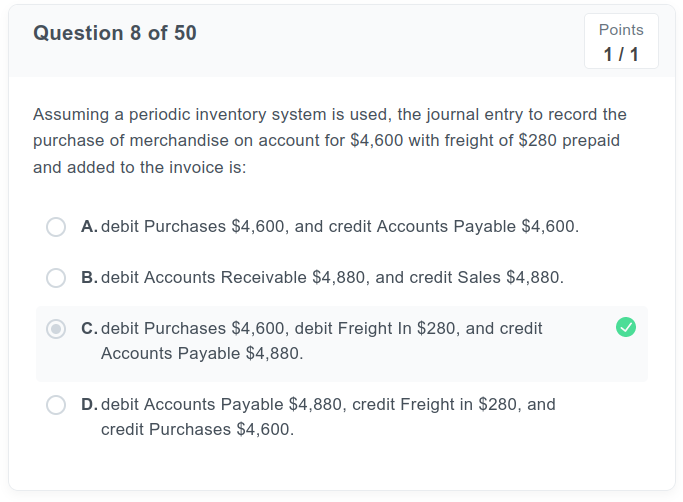 Question 8 of 50
Points
1 / 1
Assuming a periodic inventory system is used, the journal entry to record the
purchase of merchandise on account for $4,600 with freight of $280 prepaid
and added to the invoice is:
A. debit Purchases $4,600, and credit Accounts Payable $4,600.
B. debit Accounts Receivable $4,880, and credit Sales $4,880.
C. debit Purchases $4,600, debit Freight In $280, and credit
Accounts Payable $4,880.
D. debit Accounts Payable $4,880, credit Freight in $280, and
credit Purchases $4,600.